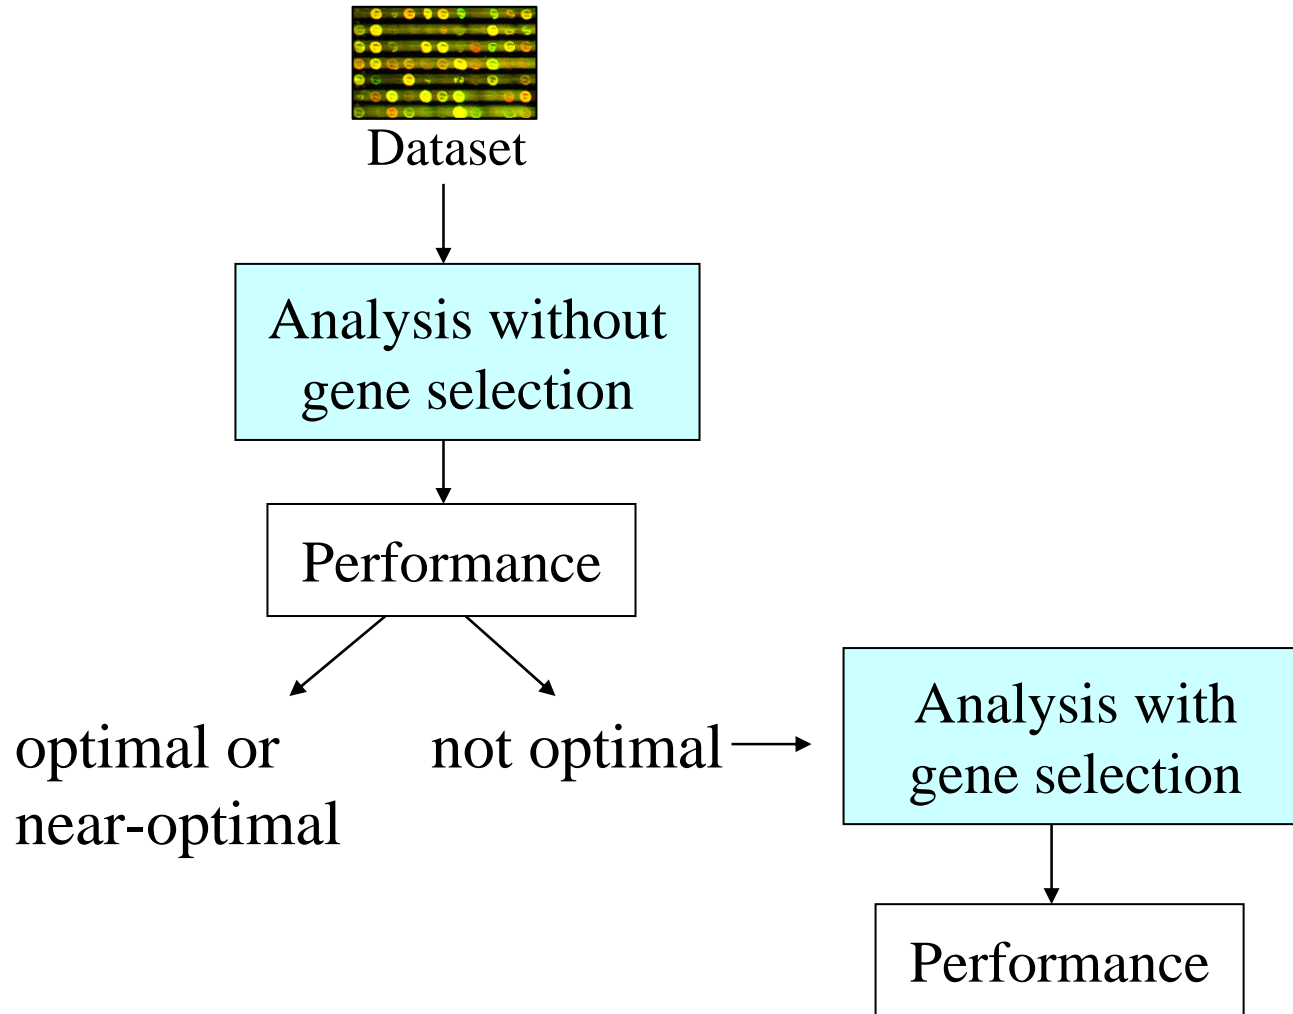 Dataset
Analysis without
gene selection
Performance
optimal or
near-optimal
not optimal
Analysis with
gene selection
Performance